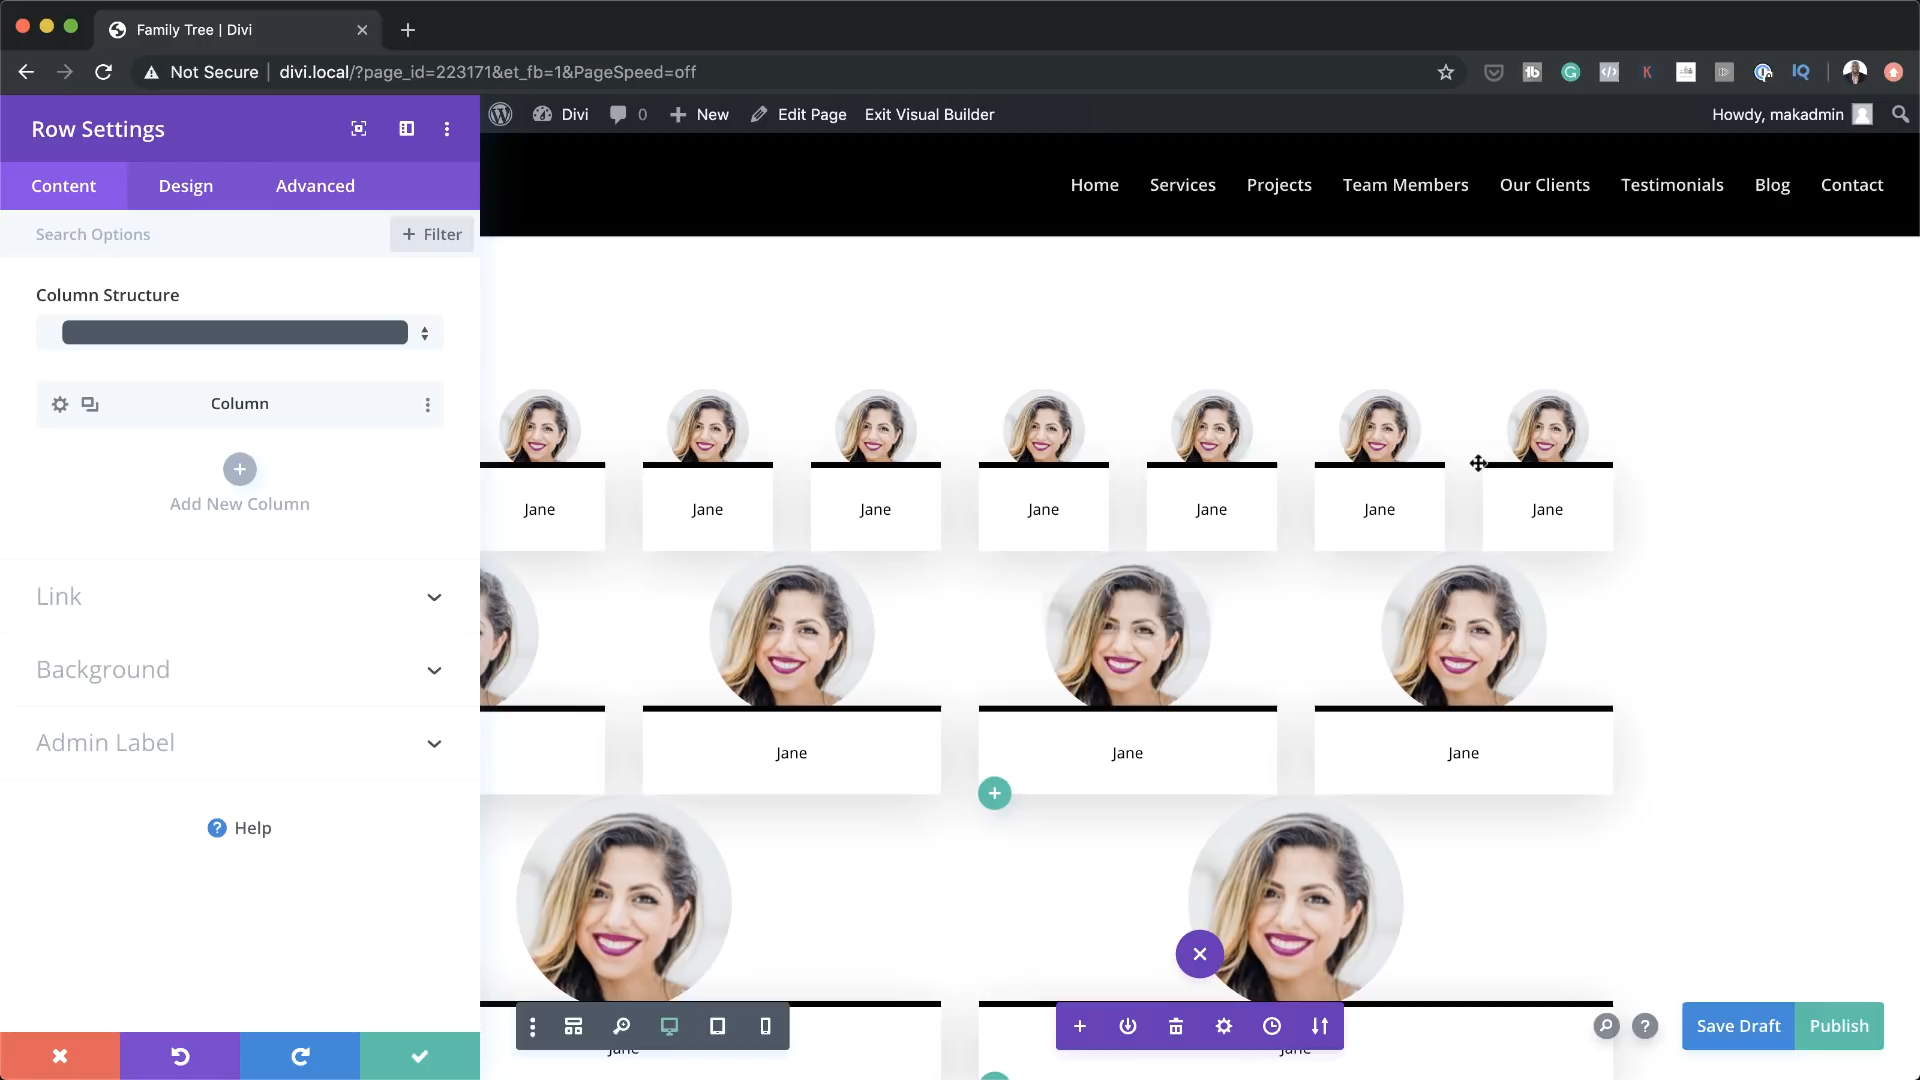 Family Tree | Divi
Not Secure
divi.local/?page_id=223171&et_fb=1&PageSpeed=off
Row Settings
Divi
0
New
Edit Page
Exit Visual Builder
Howdy, makadmin
Content
Design
Advanced
Home
Services
Projects
Team Members
Our Clients
Testimonials
Blog
Contact
Search Options
+ Filter
Column Structure
Column
Add New Column
Jane
Jane
Jane
Jane
Jane
Jane
Jane
Link
Background
Admin Label
Jane
Jane
Jane
Help
Save Draft
Publish
Jane
Jane